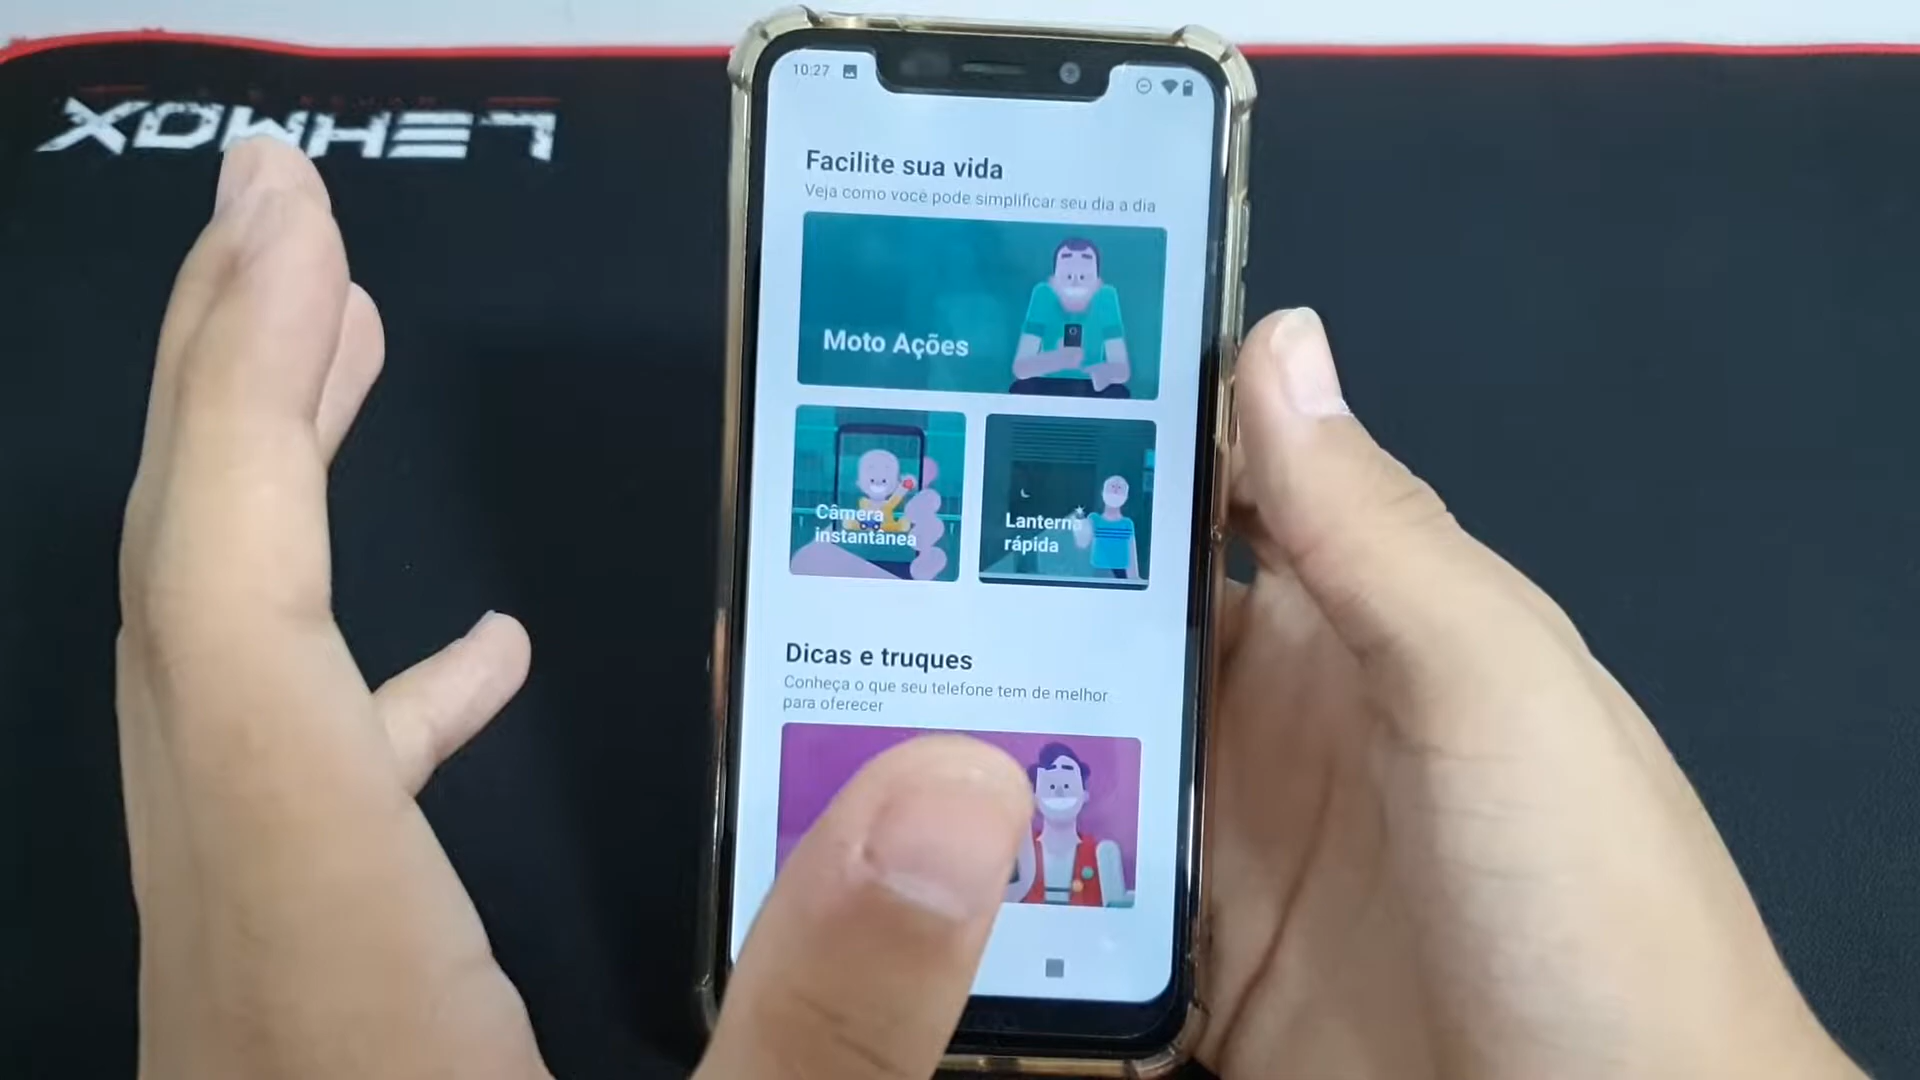 LEHMOX
10:27
Facilite sua vida
Veja como você pode simplificar seu dia a dia
Moto Ações
Câmera
instantânea
Lanterna
rápida
Dicas e truques
Conheça o que seu telefone tem de melhor
para oferecer